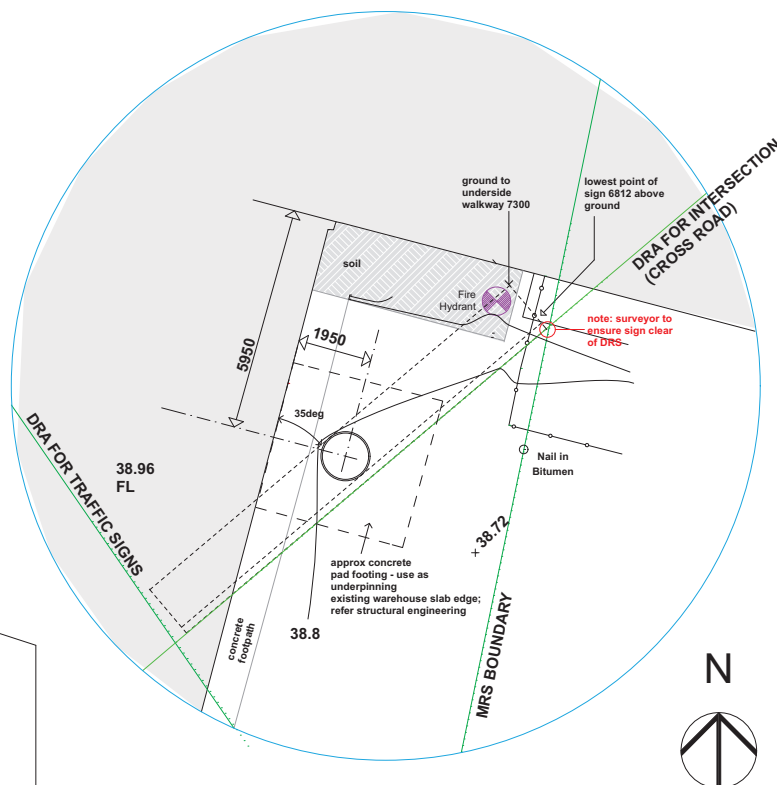 ground to
underside
walkway 7300
lowest point of
sign 6812 above
ground
DRA FOR INTERSECTION
(CROSS ROAD)
soil
Fire
Hydrant
note: surveyor to
ensure sign clear
of DRS
5950
1950
35deg
38.96
FL
DRA FOR TRAFFIC SIGNS
Nail in
Bitumen
38.72
approx concrete
pad footing - use as
underpinning
existing warehouse slab edge;
refer structural engineering
38.8
concrete
footpath
MRS BOUNDARY
N